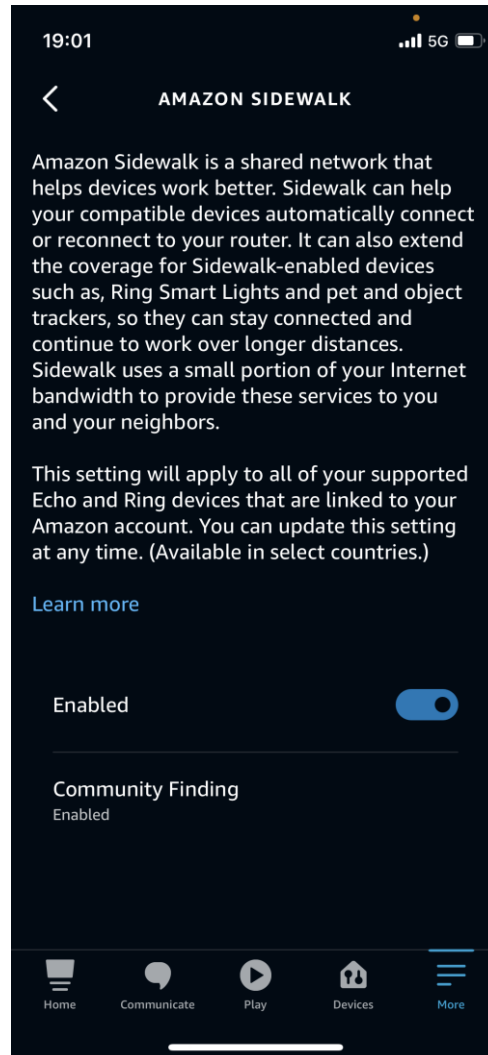 19:01
5G
AMAZON SIDEWALK
Amazon Sidewalk is a shared network that
helps devices work better. Sidewalk can help
your compatible devices automatically connect
or reconnect to your router. It can also extend
the coverage for Sidewalk-enabled devices
such as, Ring Smart Lights and pet and object
trackers, so they can stay connected and
continue to work over longer distances.
Sidewalk uses a small portion of your Internet
bandwidth to provide these services to you
and your neighbors.
This setting will apply to all of your supported
Echo and Ring devices that are linked to your
Amazon account. You can update this setting
at any time. (Available in select countries.)
Learn more
Enabled
Community Finding
Enabled
Home Communicate Play Devices More